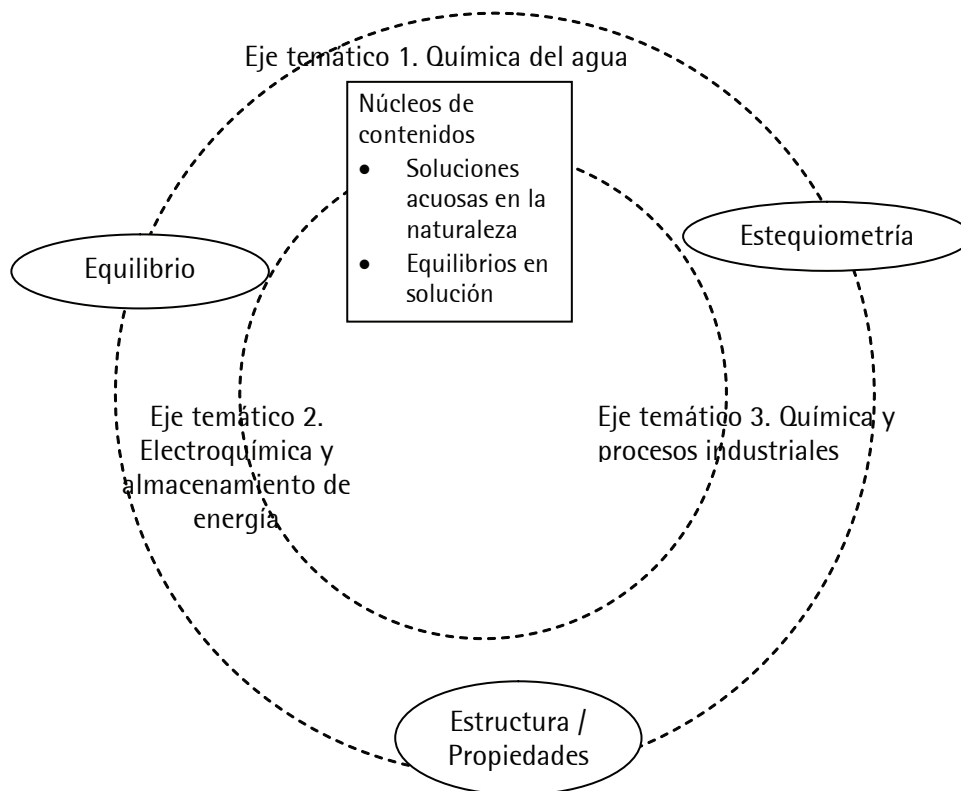 Eje temático 1. Química del agua
Núcleos de
contenidos
● Soluciones
acuosas en la
naturaleza
● Equilibrios en
solución
Equilibrio
Estequiometría
Eje temático 2.
Electroquímica y
almacenamiento de
energía
Eje temático 3. Química y
procesos industriales
Estructura /
Propiedades